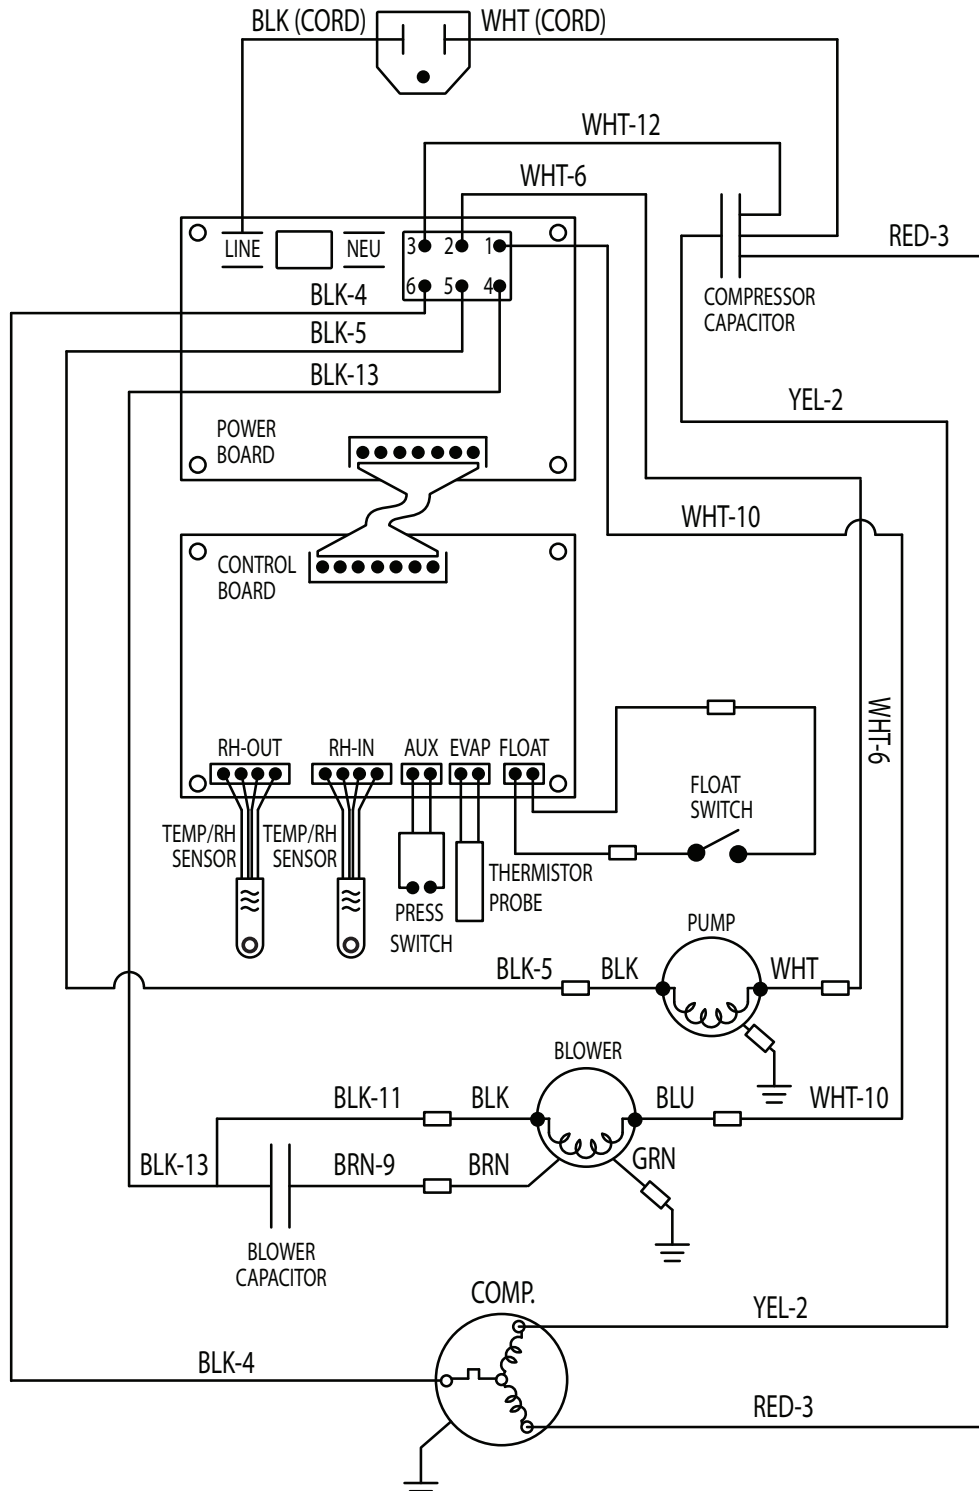 BLK (CORD)
WHT (CORD)
WHT-12
WHT-6
RED-3
LINE
NEU
3 2 1
6 5 4
COMPRESSOR
CAPACITOR
BLK-4
BLK-5
BLK-13
YEL-2
POWER
BOARD
WHT-10
CONTROL
BOARD
WHT-6
RH-OUT
RH-IN
AUX
EVAP
FLOAT
FLOAT
SWITCH
TEMP/RH
SENSOR
TEMP/RH
SENSOR
THERMISTOR
PROBE
PRESS
SWITCH
PUMP
BLK-5
BLK
WHT
BLOWER
BLK-11
BLK
BLU
WHT-10
BLK-13
BRN-9
BRN
GRN
BLOWER
CAPACITOR
COMP.
YEL-2
BLK-4
RED-3